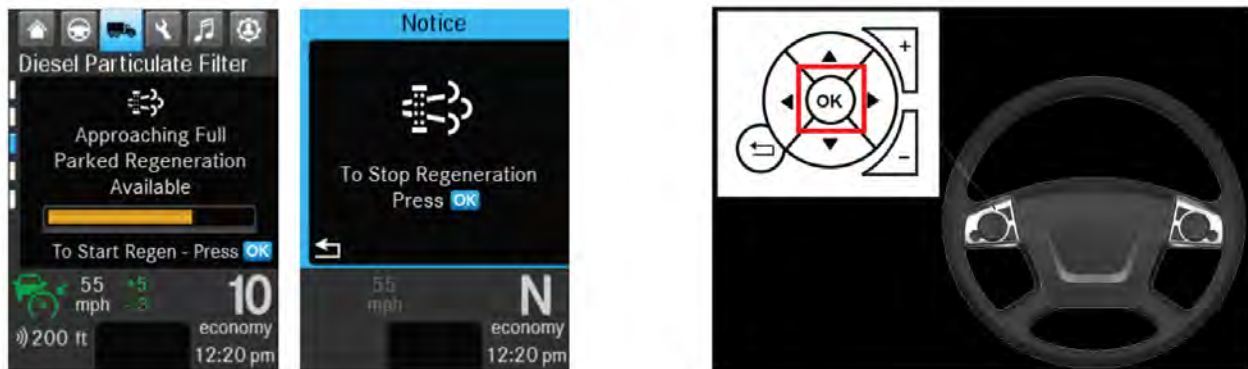 Diesel Particulate Filter
Approaching Full
Parked Regeneration
Available
To Start Regen - Press OK
55 +5
mph -3
10
200 ft
economy
12:20 pm
Notice
To Stop Regeneration
Press OK
55
mph
N
economy
12:20 pm
OK
+
-